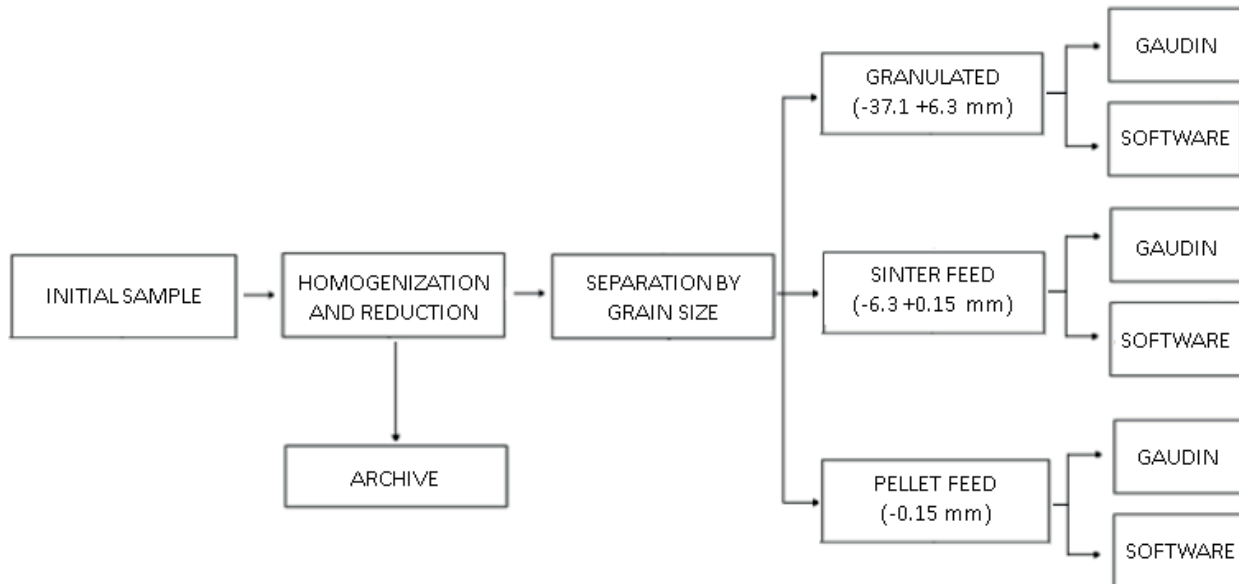 INITIAL SAMPLE
HOMOGENIZATION
AND REDUCTION
ARCHIVE
SEPARATION BY
GRAIN SIZE
GRANULATED
(-37.1 +6.3 mm)
GAUDIN
SOFTWARE
SINTER FEED
(-6.3 +0.15 mm)
GAUDIN
SOFTWARE
PELLET FEED
(-0.15 mm)
GAUDIN
SOFTWARE